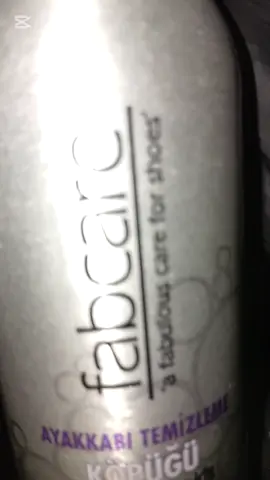 fabcare
'a fabulous care for shoes'
AYAKKABI TEMİZLEME
KÖPÜĞÜ